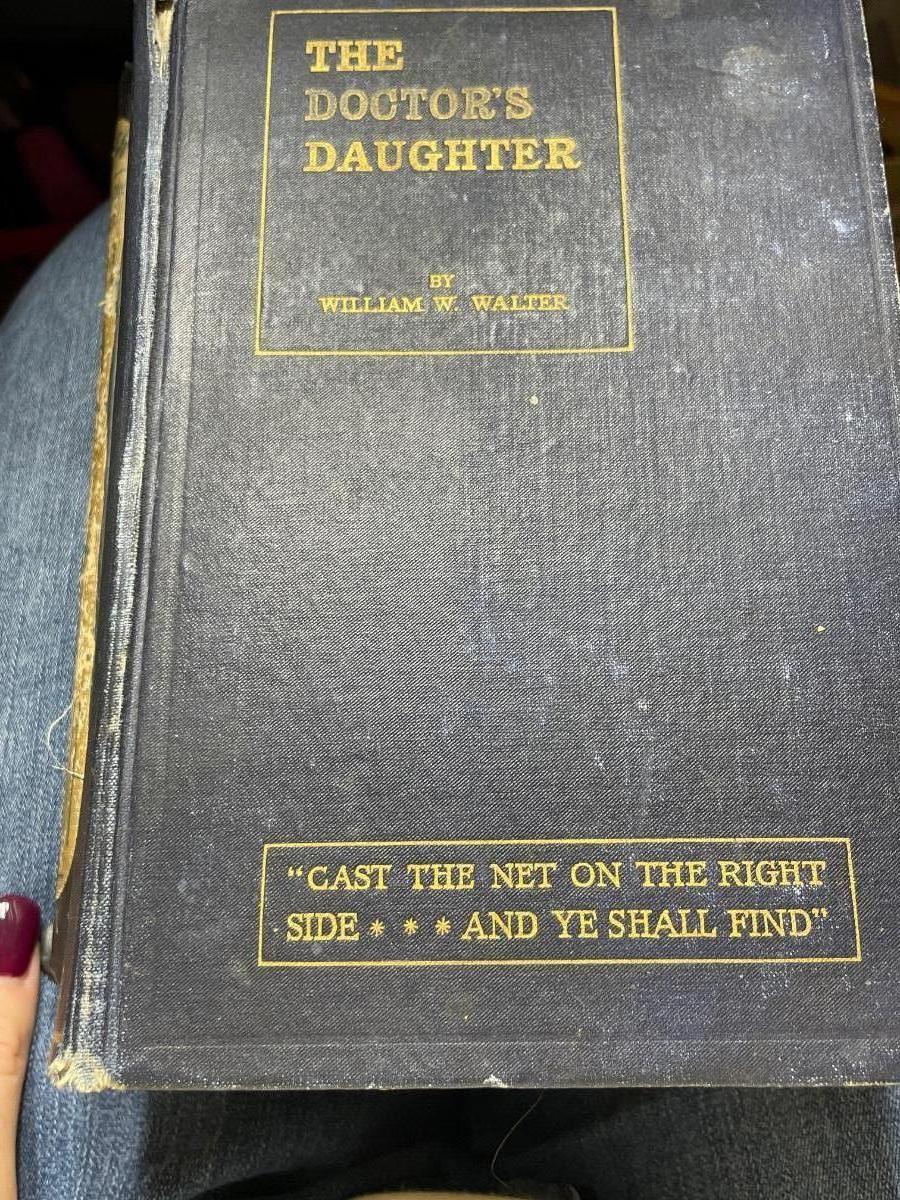 THE
DOCTOR'S
DAUGHTER
BY
WILLIAM W. WALTER
"CAST THE NET ON THE RIGHT
SIDE * * * AND YE SHALL FIND"